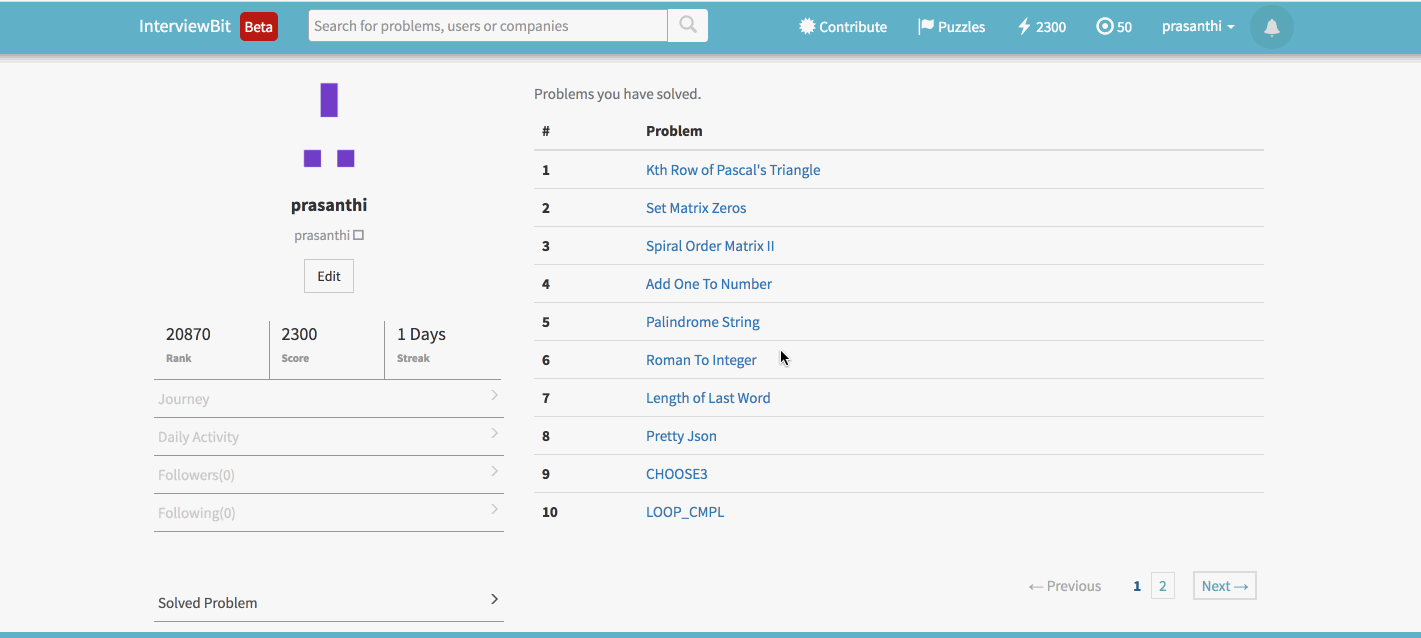 InterviewBit Beta Search for problems, users or companies Contribute Puzzles 2300 50 prasanthi
prasanthi
prasanthi
Edit
20870 2300 1 Days
Rank Score Streak
Journey
Daily Activity
Followers(0)
Following(0)
Solved Problem
Problems you have solved.
# Problem
1 Kth Row of Pascal's Triangle
2 Set Matrix Zeros
3 Spiral Order Matrix II
4 Add One To Number
5 Palindrome String
6 Roman To Integer
7 Length of Last Word
8 Pretty Json
9 CHOOSE3
10 LOOP_CMPL
← Previous 1 2 Next →